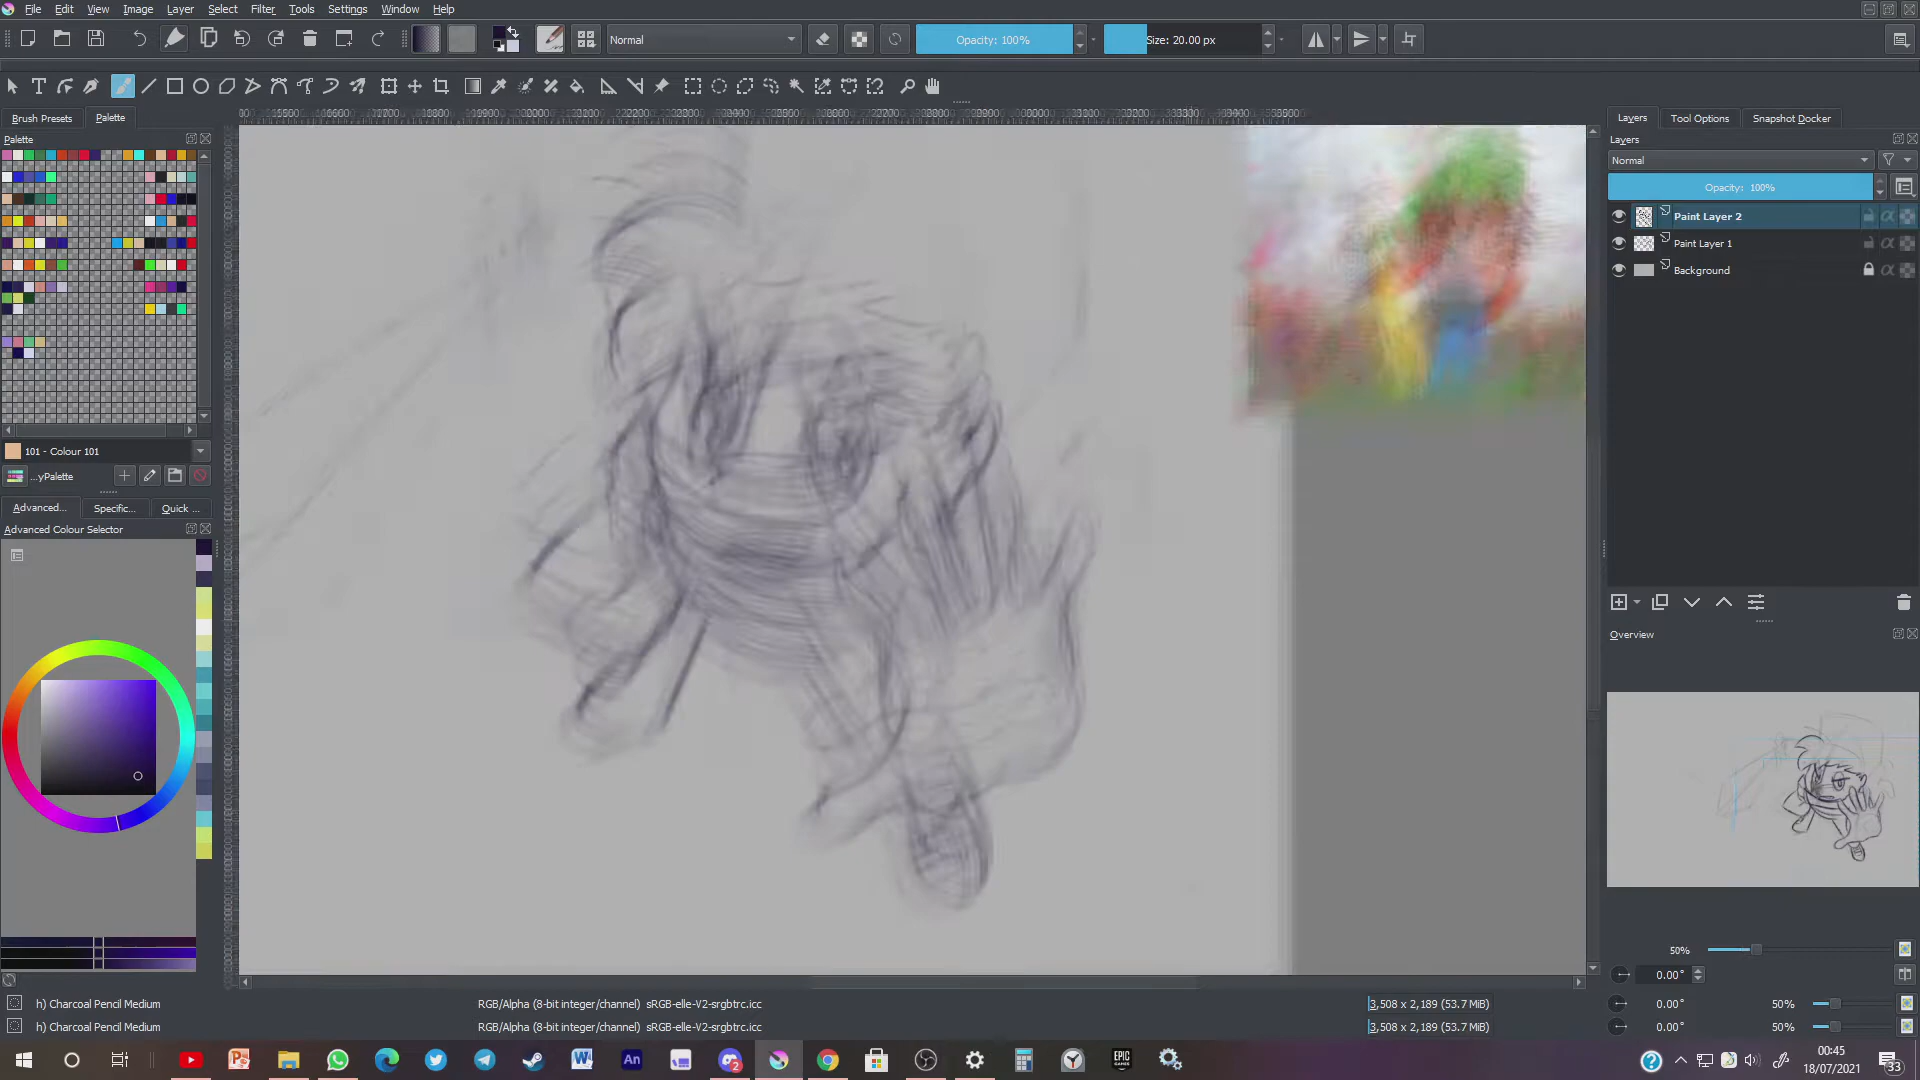 File Edit View Image Layer Select Filter Tools Settings Window Help
Normal
Opacity: 100%
Size: 20.00 px
Brush Presets Palette
Palette
101 - Colour 101
...yPalette
Advanced... Specific... Quick ...
Advanced Colour Selector
Layers Tool Options Snapshot Docker
Layers
Normal
Opacity: 100%
Paint Layer 2
Paint Layer 1
Background
Overview
50%
0.00°
h) Charcoal Pencil Medium RGB/Alpha (8-bit integer/channel) sRGB-elle-V2-srgbtrc.icc 3,508 x 2,189 (53.7 MiB) 0.00° 50%
h) Charcoal Pencil Medium RGB/Alpha (8-bit integer/channel) sRGB-elle-V2-srgbtrc.icc 3,508 x 2,189 (53.7 MiB) 0.00° 50%
An
2
EPIC GAMES
00:45
18/07/2021
33